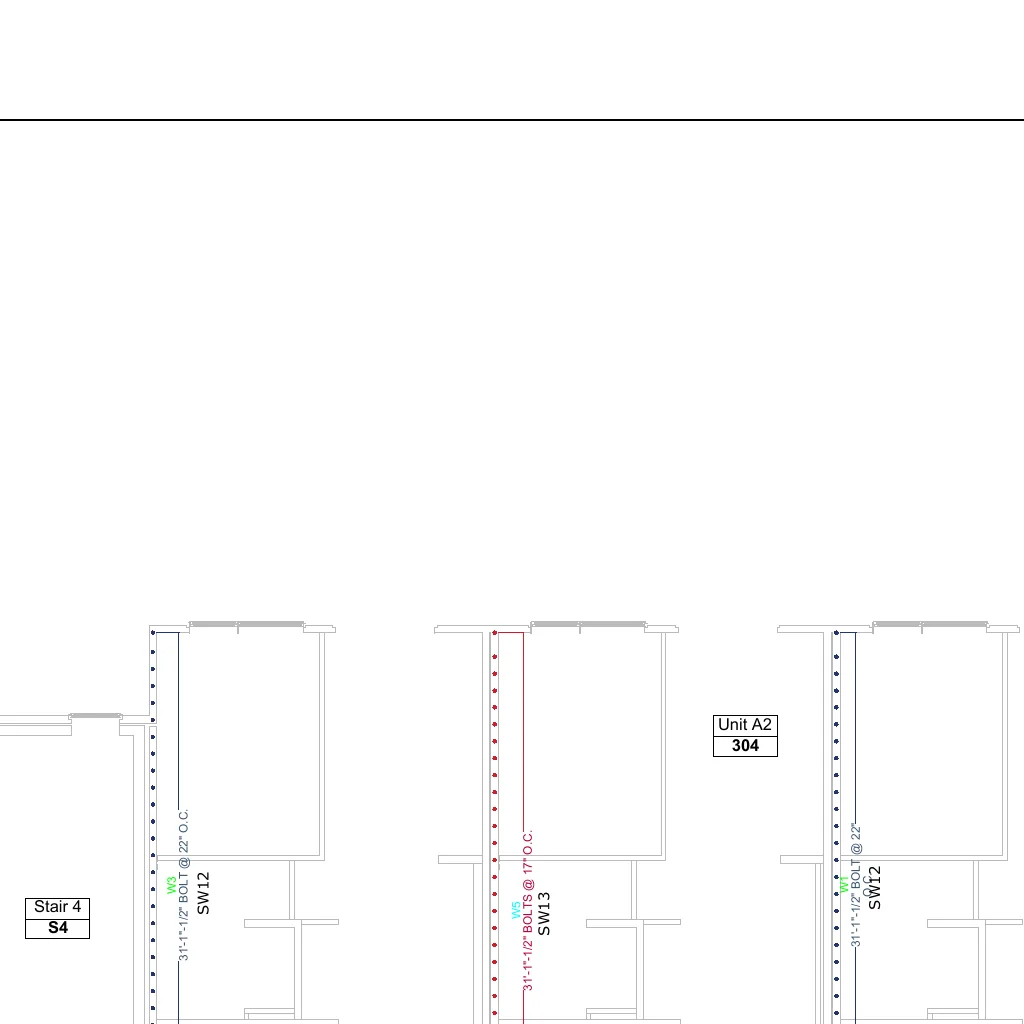 Unit A2
304
31'-1"-1/2" BOLT @ 22" O.C.
W3
SW12
31'-1"-1/2" BOLTS @ 17" O.C.
W5
SW13
31'-1"-1/2" BOLT @ 22"
O.C.
W1
SW12
Stair 4
S4